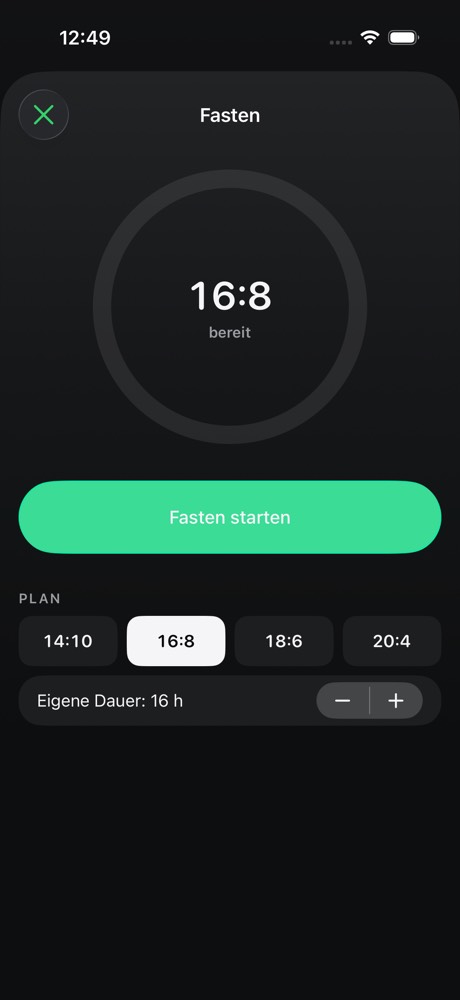 12:49
Fasten
16:8
bereit
Fasten starten
PLAN
14:10 16:8 18:6 20:4
Eigene Dauer: 16 h − +